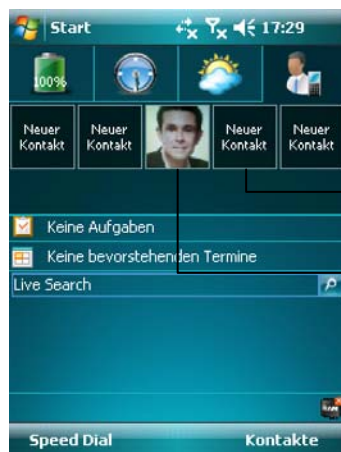 Start 17:29
100%
Neuer Neuer Neuer Neuer
Kontakt Kontakt Kontakt Kontakt
Keine Aufgaben
Keine bevorstehenden Termine
Live Search
RAM
Speed Dial Kontakte